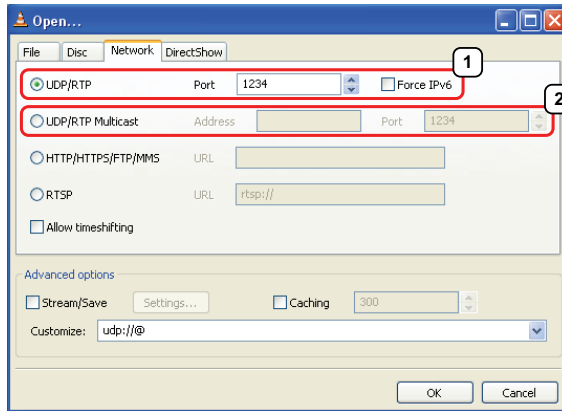 Open...
File Disc Network DirectShow
1
UDP/RTP Port 1234 Force IPv6
2
UDP/RTP Multicast Address Port 1234
HTTP/HTTPS/FTP/MMS URL
RTSP URL rtsp://
Allow timeshifting
Advanced options
Stream/Save Settings... Caching 300
Customize: udp://@
OK Cancel